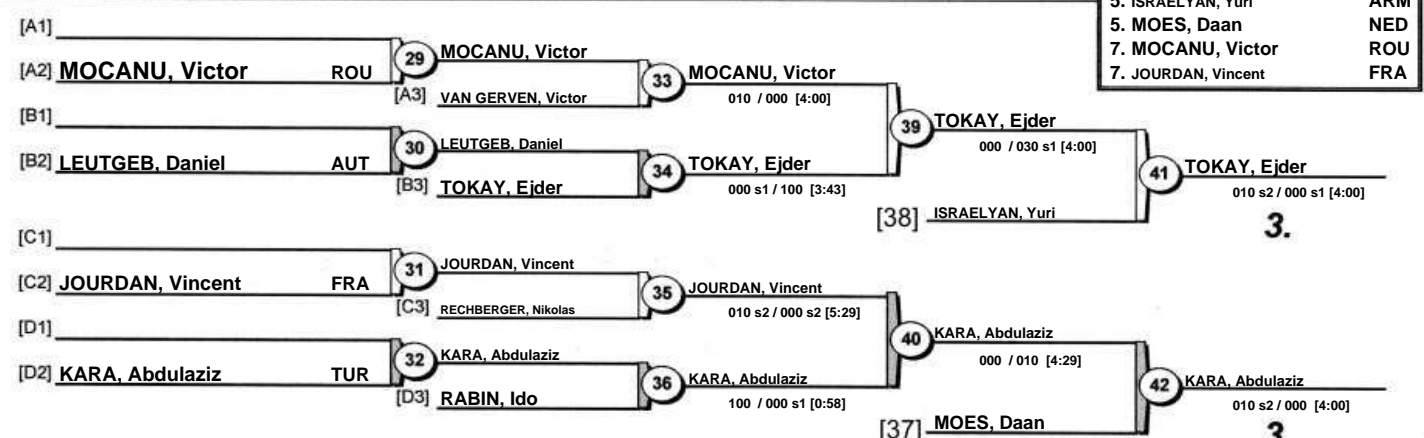 5. ISRAELYAN, Yuri ARM
5. MOES, Daan NED
7. MOCANU, Victor ROU
7. JOURDAN, Vincent FRA
[A1]
[A2] MOCANU, Victor ROU
29
MOCANU, Victor
[A3] VAN GERVEN, Victor
33
MOCANU, Victor
010 / 000 [4:00]
[B1]
[B2] LEUTGEB, Daniel AUT
30
LEUTGEB, Daniel
[B3] TOKAY, Ejder
34
TOKAY, Ejder
000 s1 / 100 [3:43]
39
TOKAY, Ejder
000 / 030 s1 [4:00]
[38] ISRAELYAN, Yuri
41
TOKAY, Ejder
010 s2 / 000 s1 [4:00]
3.
[C1]
[C2] JOURDAN, Vincent FRA
31
JOURDAN, Vincent
[C3] RECHBERGER, Nikolas
35
JOURDAN, Vincent
010 s2 / 000 s2 [5:29]
[D1]
[D2] KARA, Abdulaziz TUR
32
KARA, Abdulaziz
[D3] RABIN, Ido
36
KARA, Abdulaziz
100 / 000 s1 [0:58]
40
KARA, Abdulaziz
000 / 010 [4:29]
[37] MOES, Daan
42
KARA, Abdulaziz
010 s2 / 000 [4:00]
3